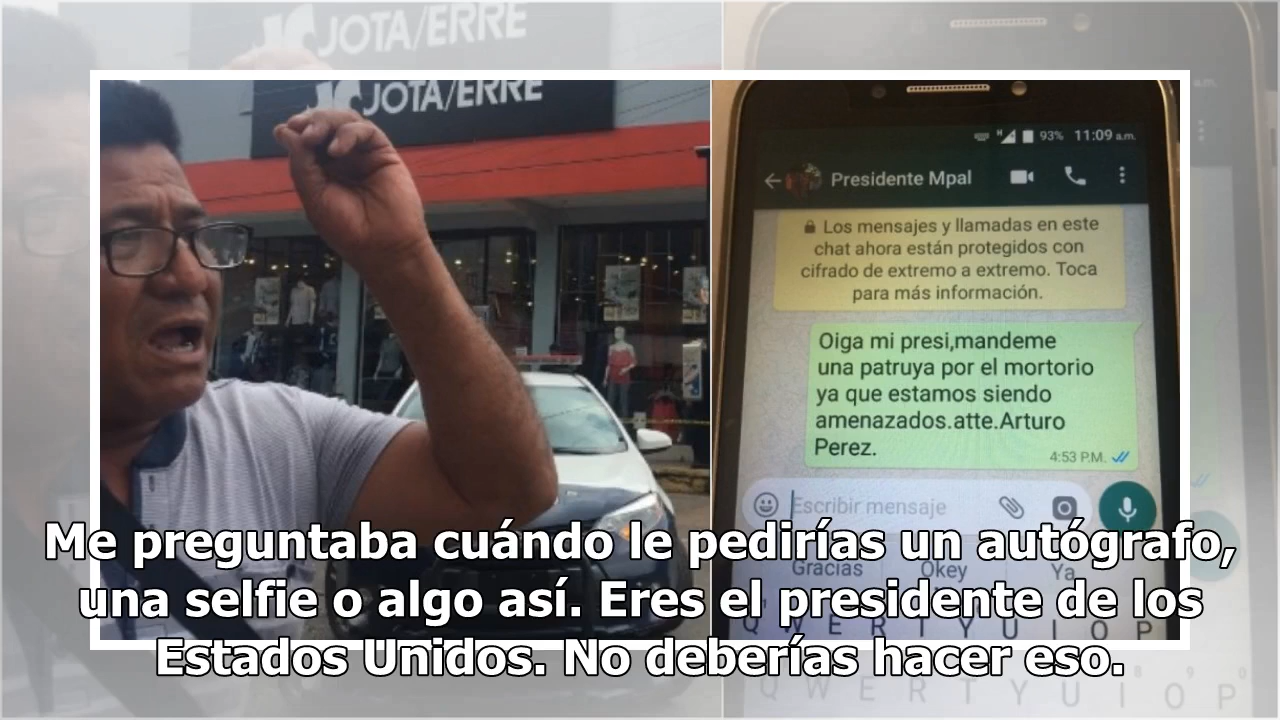 JOTA/ERRE
JOTA/ERRE
93% 11:09 a.m.
Presidente Mpal
Los mensajes y llamadas en este
chat ahora están protegidos con
cifrado de extremo a extremo. Toca
para más información.
Oiga mi presi,mandeme
una patruya por el mortorio
ya que estamos siendo
amenazados.atte.Arturo
Perez.
4:53 P.M.
Escribir mensaje
Gracias Okey Ya
Q W E R T Y U I O P
Me preguntaba cuándo le pedirías un autógrafo,
una selfie o algo así. Eres el presidente de los
Estados Unidos. No deberías hacer eso.
Q W E R T Y U I O P